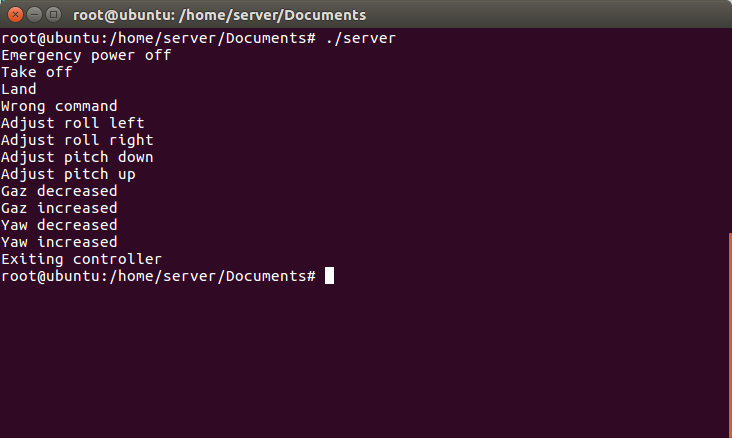 root@ubuntu: /home/server/Documents
root@ubuntu:/home/server/Documents# ./server
Emergency power off
Take off
Land
Wrong command
Adjust roll left
Adjust roll right
Adjust pitch down
Adjust pitch up
Gaz decreased
Gaz increased
Yaw decreased
Yaw increased
Exiting controller
root@ubuntu:/home/server/Documents#